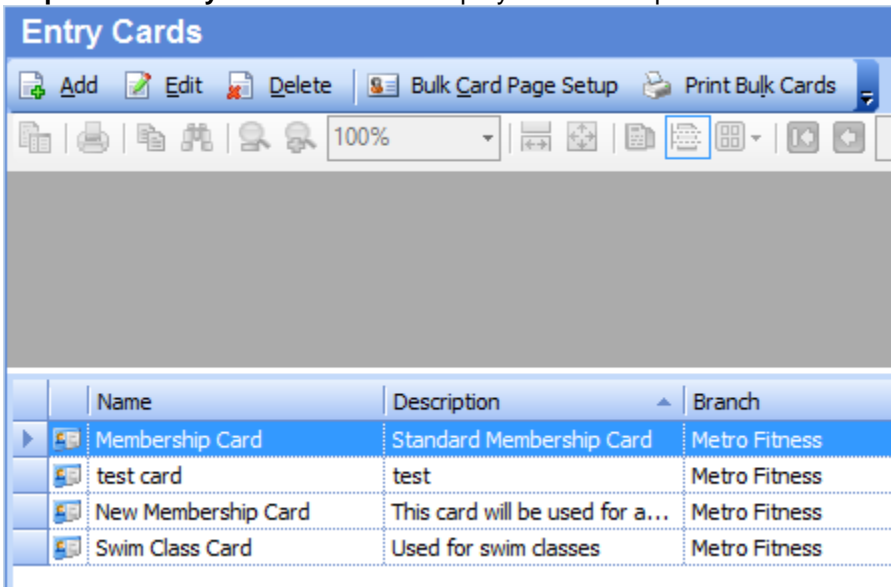 Entry Cards
Add Edit Delete Bulk Card Page Setup Print Bulk Cards
100%
Name Description Branch
Membership Card Standard Membership Card Metro Fitness
test card test Metro Fitness
New Membership Card This card will be used for a... Metro Fitness
Swim Class Card Used for swim classes Metro Fitness